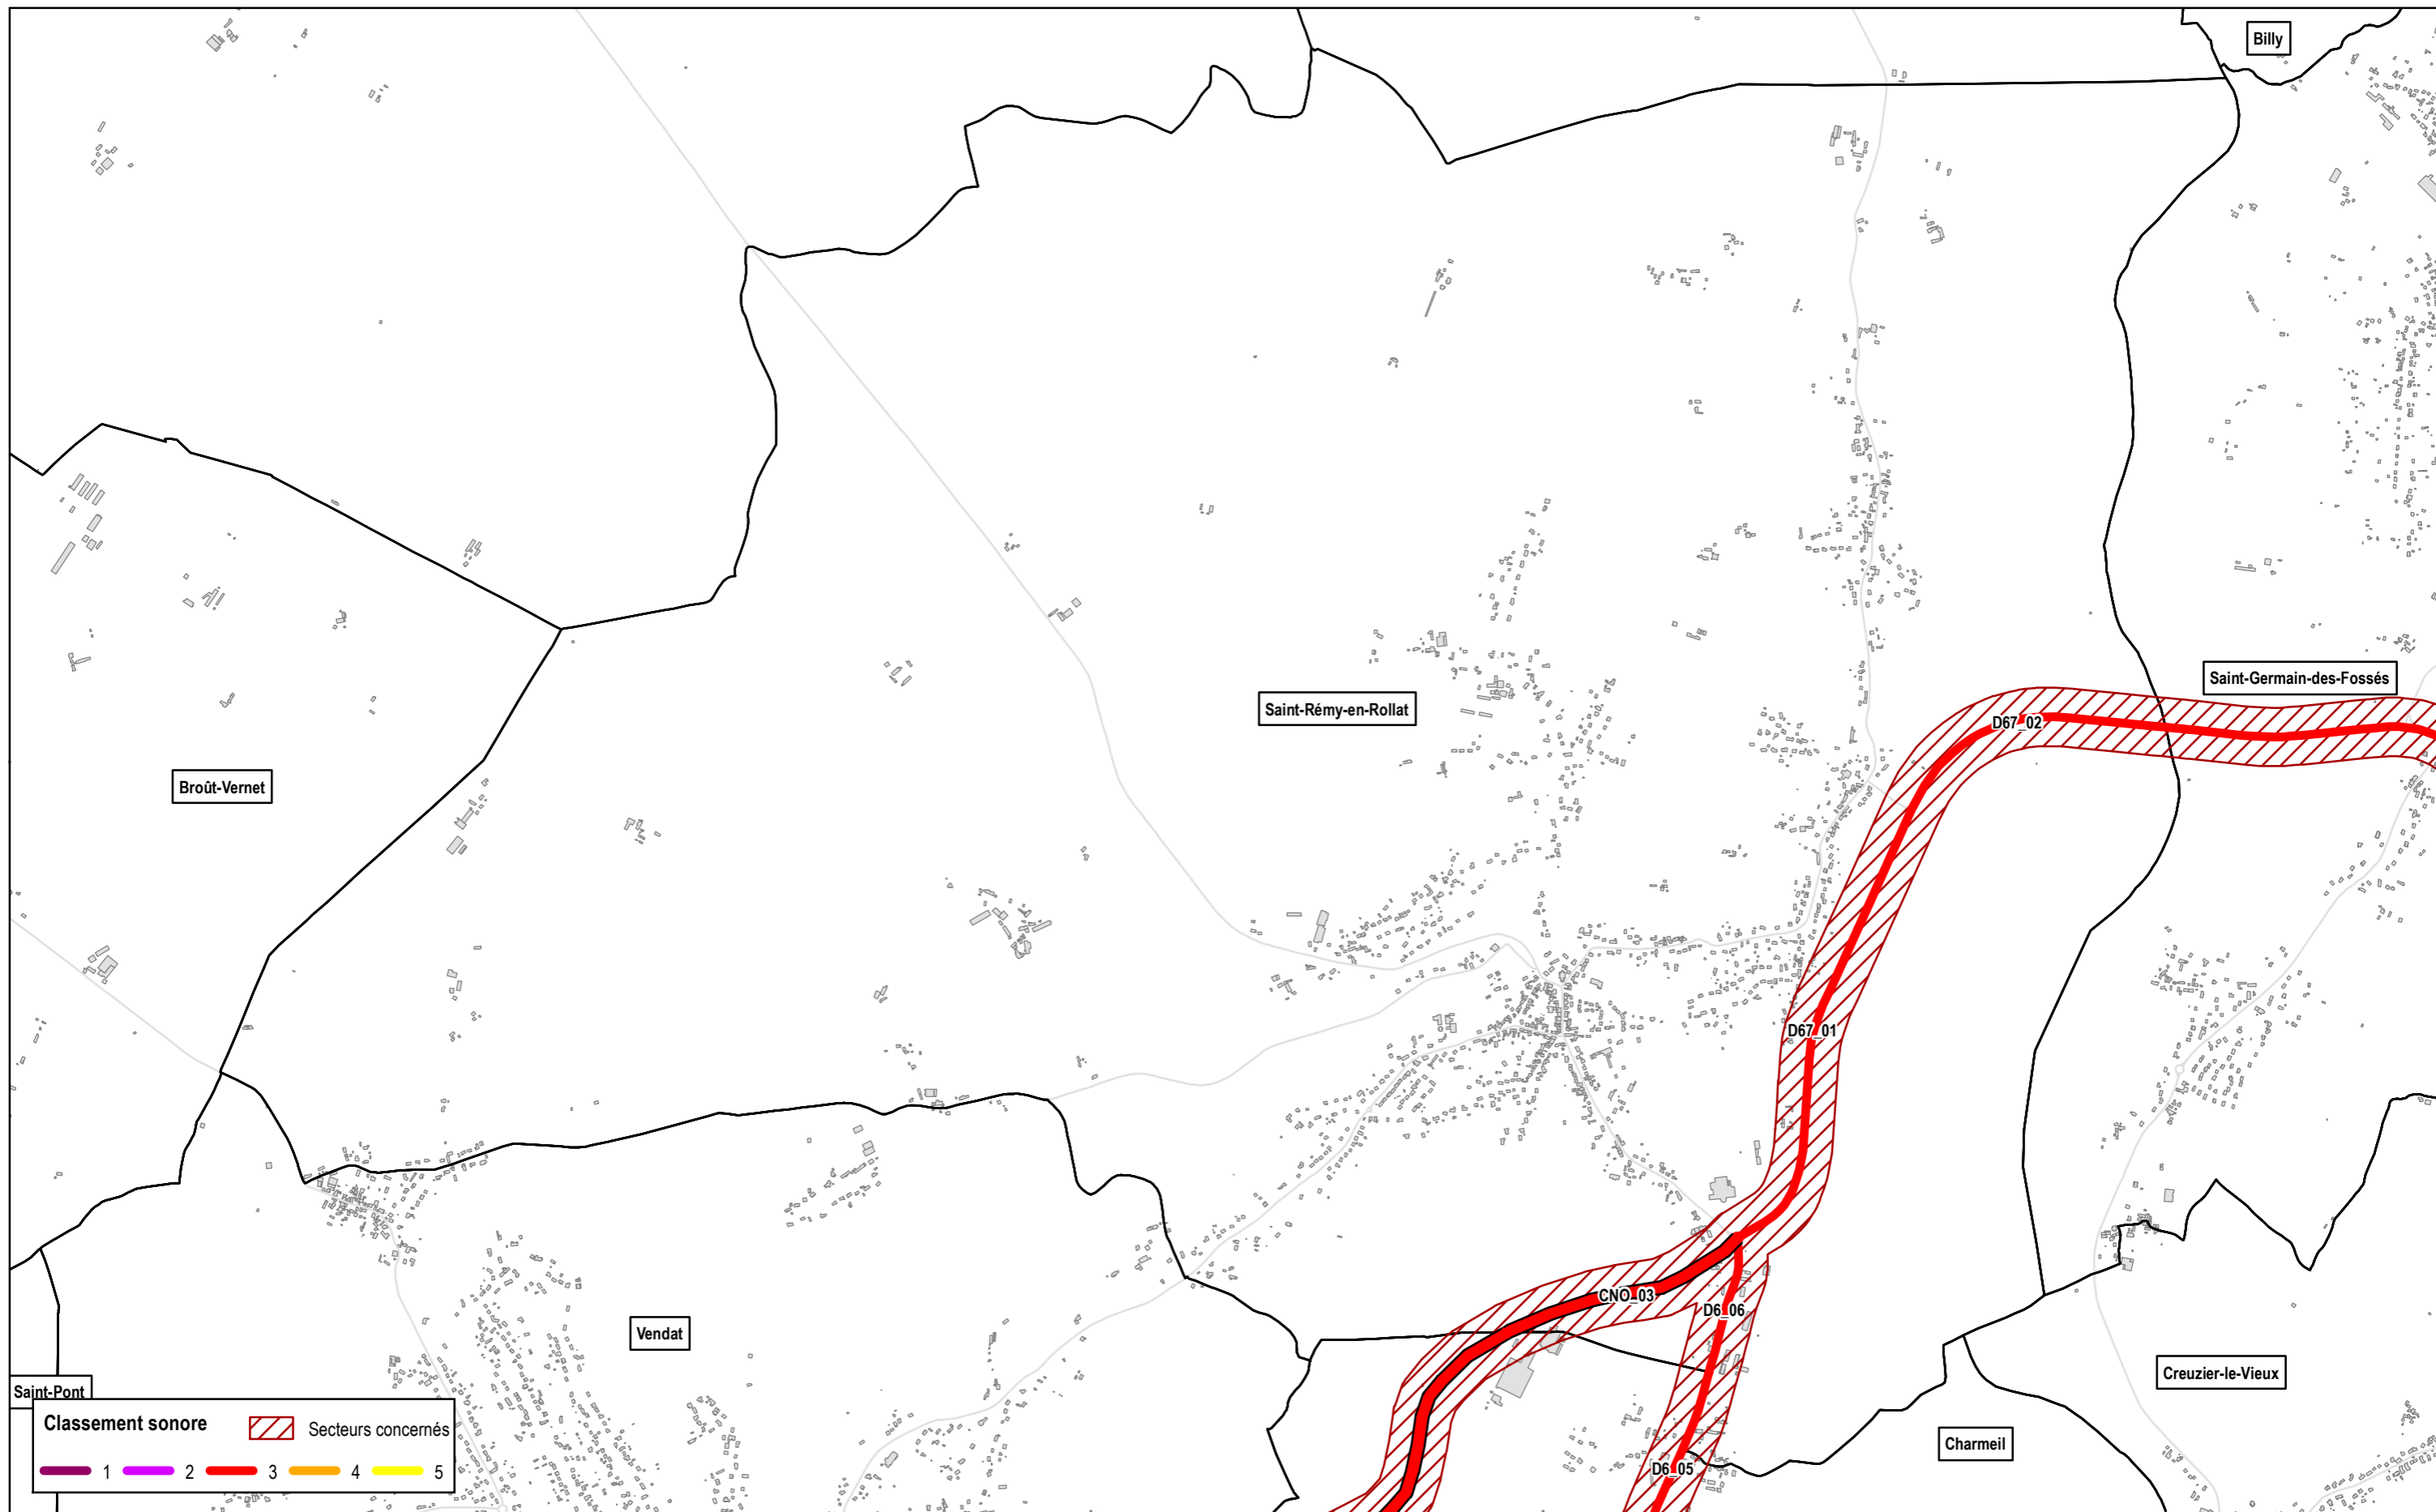 Billy
Saint-Germain-des-Fossés
Saint-Rémy-en-Rollat
D67_02
Broût-Vernet
D67_01
CNO_03
D6_06
Vendat
Creuzier-le-Vieux
Saint-Pont
Charmeil
D6_05
Classement sonore
Secteurs concernés
1 2 3 4 5